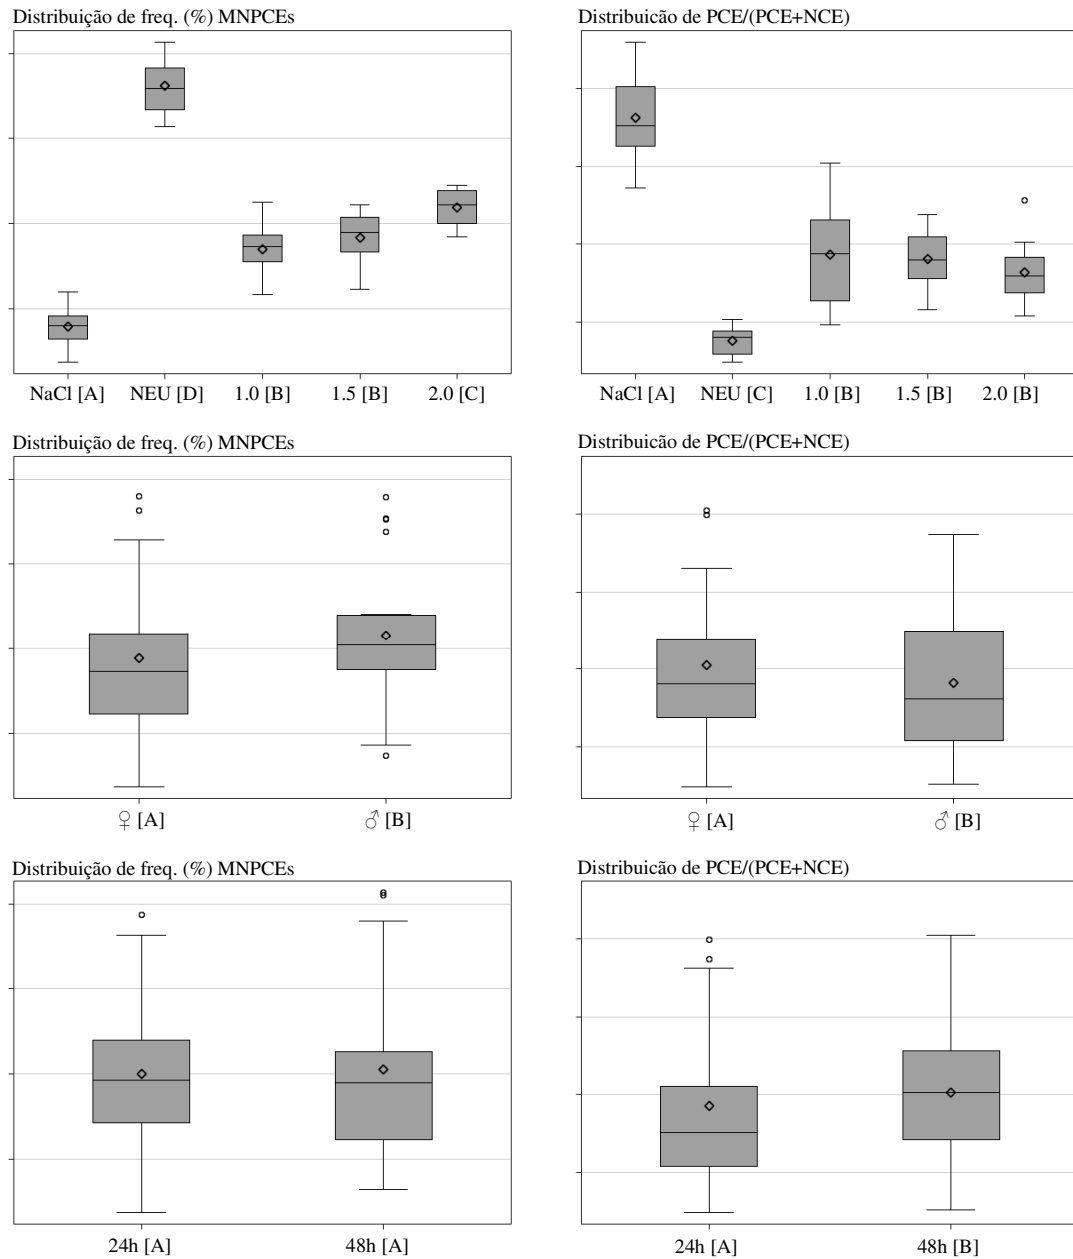 Distribuição de freq. (%) MNPCEs
Distribuicão de PCE/(PCE+NCE)
NaCl [A] NEU [D] 1.0 [B] 1.5 [B] 2.0 [C]
NaCl [A] NEU [C] 1.0 [B] 1.5 [B] 2.0 [B]
Distribuição de freq. (%) MNPCEs
Distribuicão de PCE/(PCE+NCE)
♀ [A] ♂ [B]
♀ [A] ♂ [B]
Distribuição de freq. (%) MNPCEs
Distribuicão de PCE/(PCE+NCE)
24h [A] 48h [A]
24h [A] 48h [B]